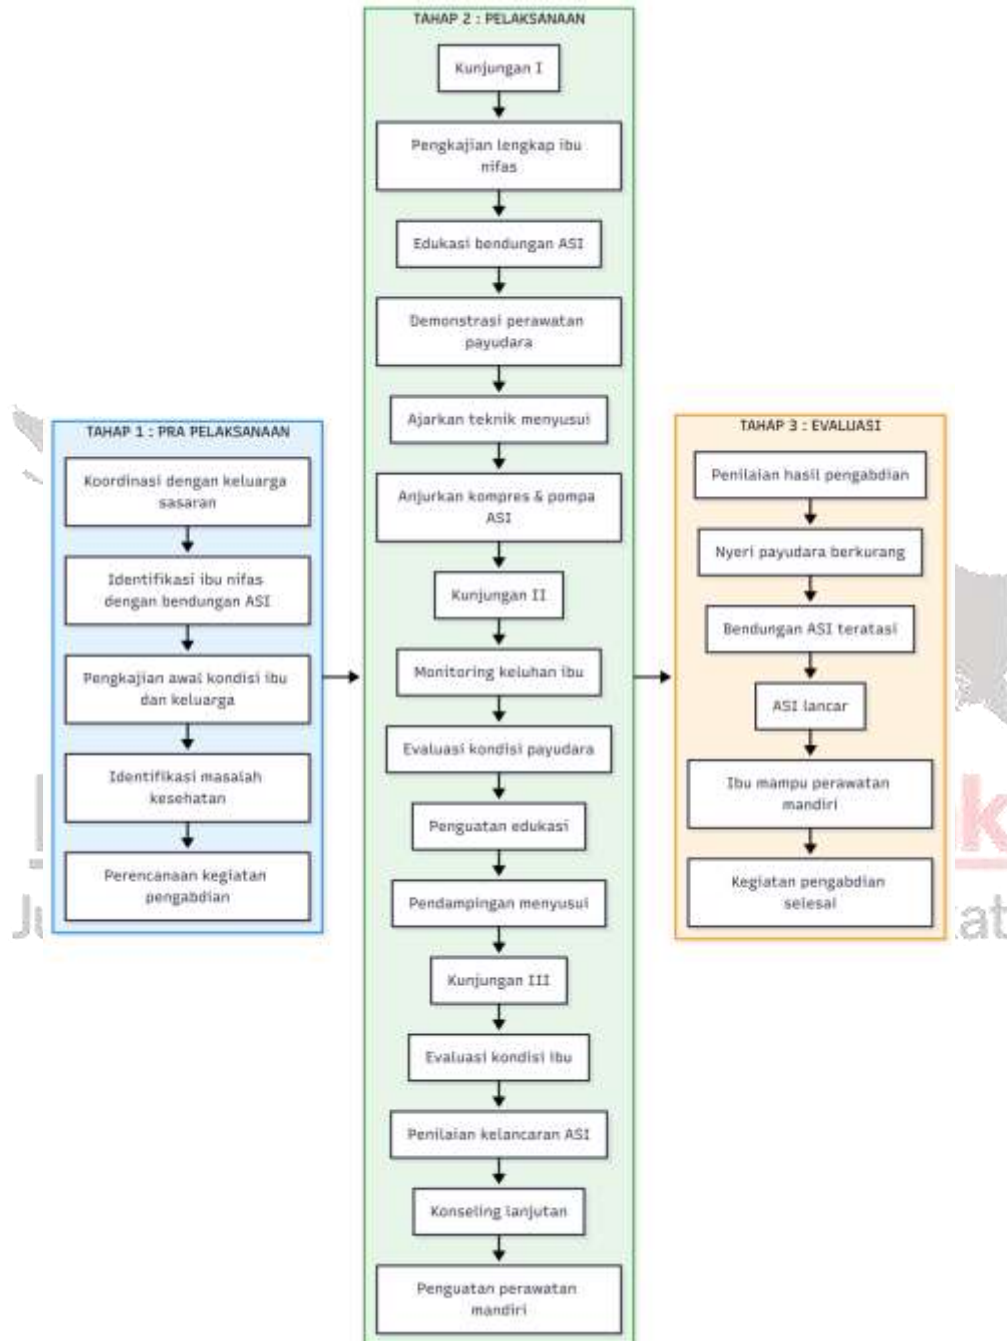 TAHAP 1 : PRA PELAKSANAAN
Koordinasi dengan keluarga
sasaran
Identifikasi ibu nifas
dengan bendungan ASI
Pengkajian awal kondisi ibu
dan keluarga
Identifikasi masalah
kesehatan
Perencanaan kegiatan
pengabdian
TAHAP 2 : PELAKSANAAN
Kunjungan I
Pengkajian lengkap ibu
nifas
Edukasi bendungan ASI
Demonstrasi perawatan
payudara
Ajarkan teknik menyusui
Anjurkan kompres & pompa
ASI
Kunjungan II
Monitoring keluhan ibu
Evaluasi kondisi payudara
Penguatan edukasi
Pendampingan menyusui
Kunjungan III
Evaluasi kondisi ibu
Penilaian kelancaran ASI
Konseling lanjutan
Penguatan perawatan
mandiri
TAHAP 3 : EVALUASI
Penilaian hasil pengabdian
Nyeri payudara berkurang
Bendungan ASI teratasi
ASI lancar
Ibu mampu perawatan
mandiri
Kegiatan pengabdian
selesai